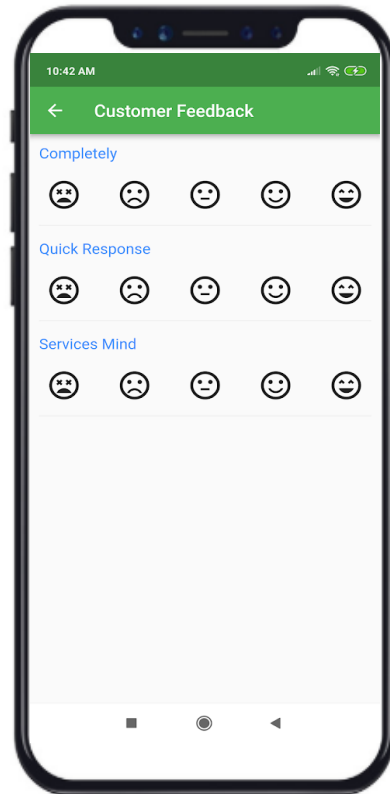 10:42 AM
Customer Feedback
Completely
Quick Response
Services Mind